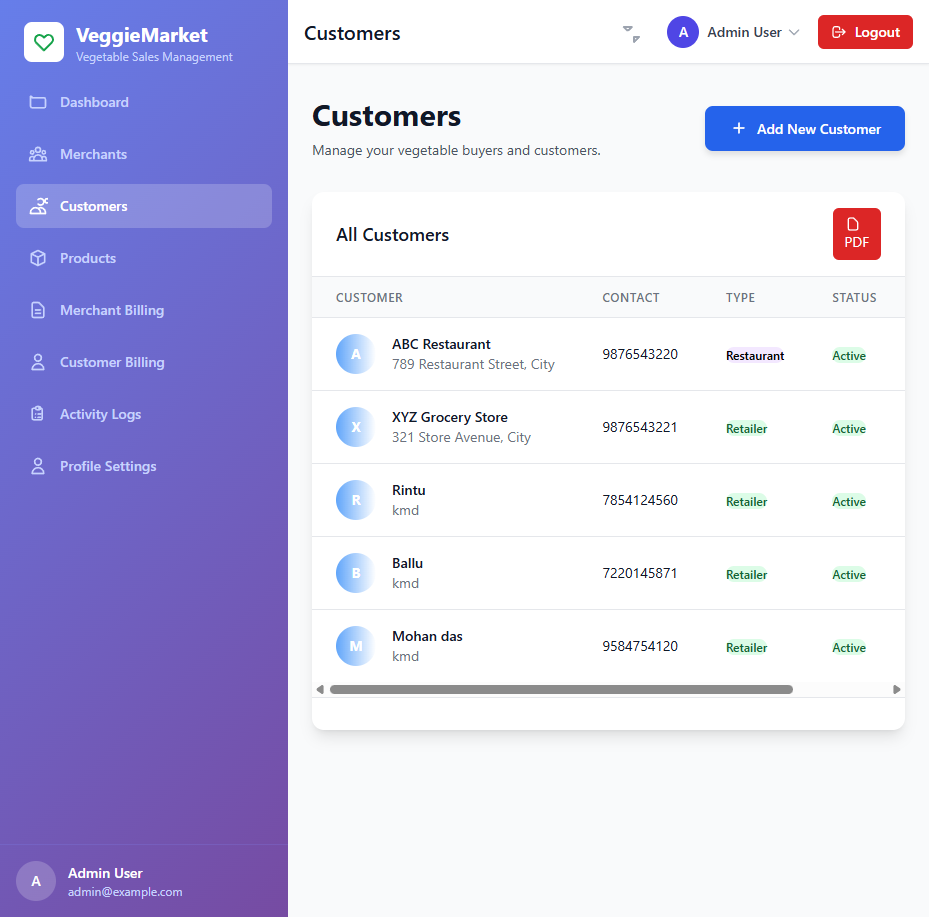 VeggieMarket
Vegetable Sales Management
Dashboard
Merchants
Customers
Products
Merchant Billing
Customer Billing
Activity Logs
Profile Settings
A
Admin User
admin@example.com
Customers
A
Admin User
Logout
Customers
Manage your vegetable buyers and customers.
Add New Customer
All Customers
PDF
CUSTOMER CONTACT TYPE STATUS
A ABC Restaurant 9876543220 Restaurant Active
789 Restaurant Street, City
X XYZ Grocery Store 9876543221 Retailer Active
321 Store Avenue, City
R Rintu 7854124560 Retailer Active
kmd
B Ballu 7220145871 Retailer Active
kmd
M Mohan das 9584754120 Retailer Active
kmd